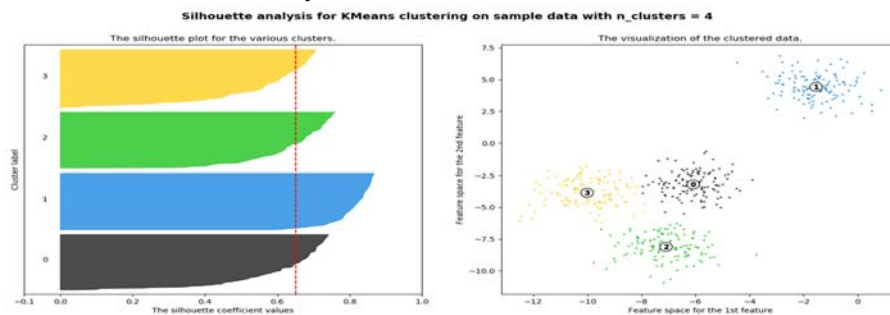 Silhouette analysis for KMeans clustering on sample data with n_clusters = 4
The silhouette plot for the various clusters.
3
2
1
0
Cluster label
−0.1 0.0 0.2 0.4 0.6 0.8 1.0
The silhouette coefficient values
The visualization of the clustered data.
7.5
5.0
2.5
0.0
−2.5
−5.0
−7.5
−10.0
Feature space for the 2nd feature
1
0
3
2
−12 −10 −8 −6 −4 −2 0
Feature space for the 1st feature